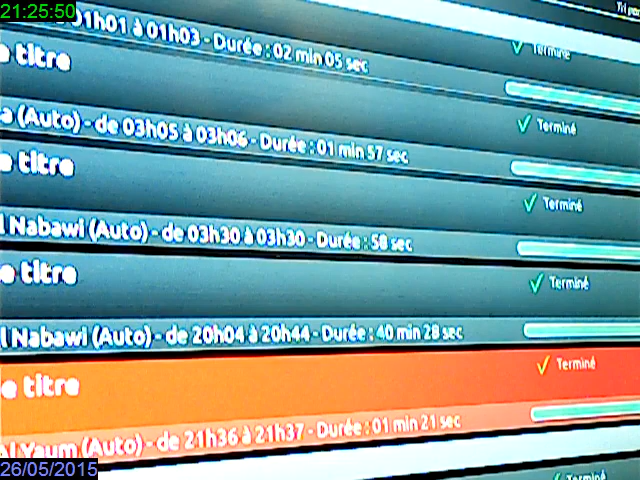 21:25:50
Tri par
01h01 à 01h03 - Durée : 02 min 05 sec
Terminé
titre
a (Auto) - de 03h05 à 03h06 - Durée : 01 min 57 sec
Terminé
titre
Terminé
l Nabawi (Auto) - de 03h30 à 03h30 - Durée : 58 sec
e titre
Terminé
l Nabawi (Auto) - de 20h04 à 20h44 - Durée : 40 min 28 sec
Terminé
e titre
Al Yaum (Auto) - de 21h36 à 21h37 - Durée : 01 min 21 sec
26/05/2015
Terminé